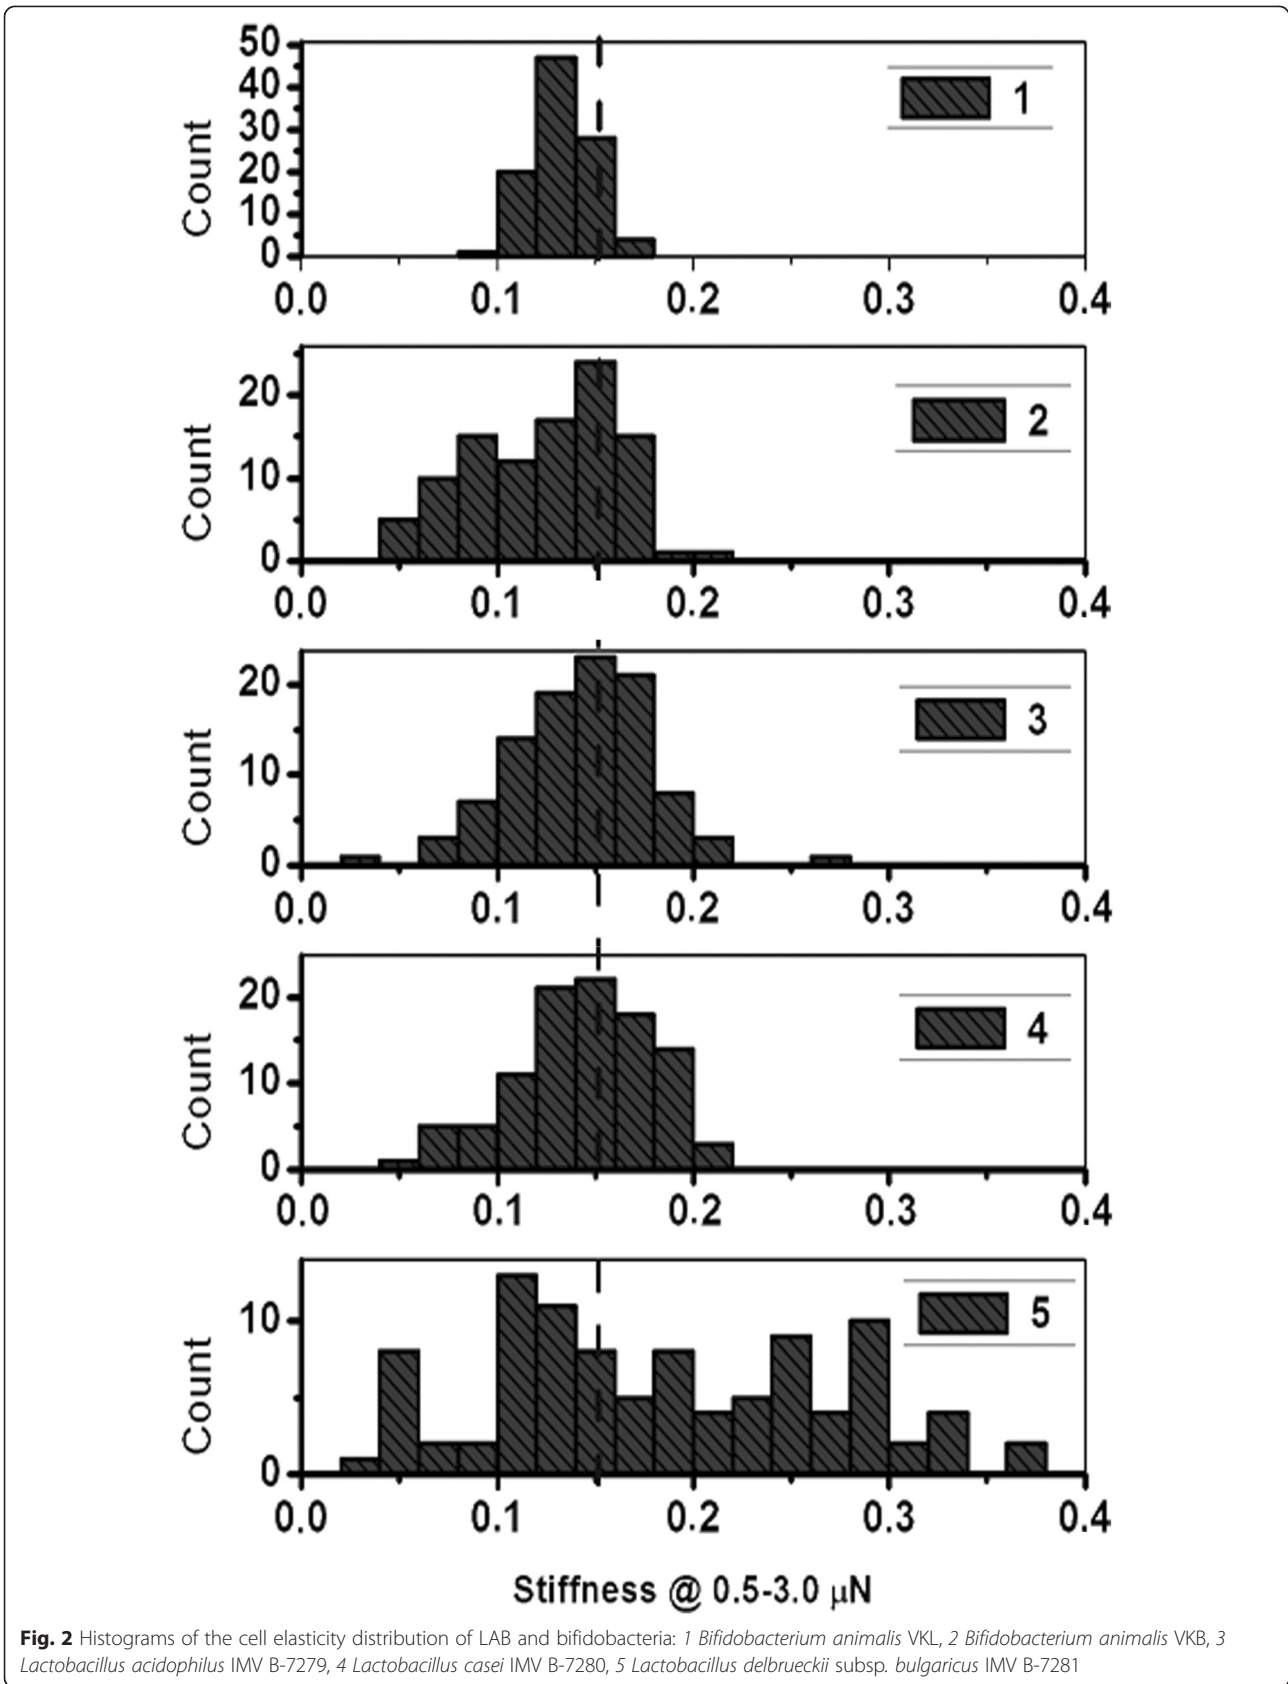 50
40
30
20
10
0
Count
1
0.0 0.1 0.2 0.3 0.4
20
10
0
Count
2
0.0 0.1 0.2 0.3 0.4
20
10
0
Count
3
0.0 0.1 0.2 0.3 0.4
20
10
0
Count
4
0.0 0.1 0.2 0.3 0.4
10
0
Count
5
0.0 0.1 0.2 0.3 0.4
Stiffness @ 0.5-3.0 μN
Fig. 2 Histograms of the cell elasticity distribution of LAB and bifidobacteria: 1 Bifidobacterium animalis VKL, 2 Bifidobacterium animalis VKB, 3
Lactobacillus acidophilus IMV B-7279, 4 Lactobacillus casei IMV B-7280, 5 Lactobacillus delbrueckii subsp. bulgaricus IMV B-7281